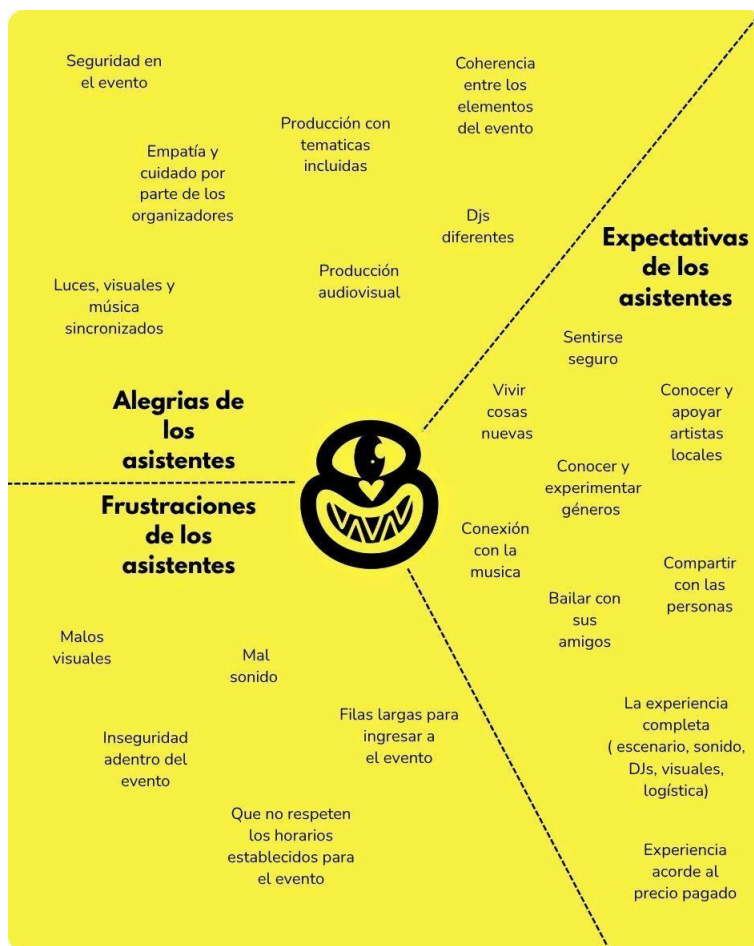 Seguridad en
el evento
Empatía y
cuidado por
parte de los
organizadores
Producción con
tematicas
incluidas
Coherencia
entre los
elementos
del evento
Djs
diferentes
Luces, visuales y
música
sincronizados
Producción
audiovisual
Alegrias de
los
asistentes
Expectativas
de los
asistentes
Sentirse
seguro
Vivir
cosas
nuevas
Conocer y
apoyar
artistas
locales
Conocer y
experimentar
géneros
Conexión
con la
musica
Compartir
con las
personas
Bailar con
sus
amigos
La experiencia
completa
( escenario, sonido,
DJs, visuales,
logística)
Experiencia
acorde al
precio pagado
Frustraciones
de los
asistentes
Malos
visuales
Mal
sonido
Filas largas para
ingresar a
el evento
Inseguridad
adentro del
evento
Que no respeten
los horarios
establecidos para
el evento